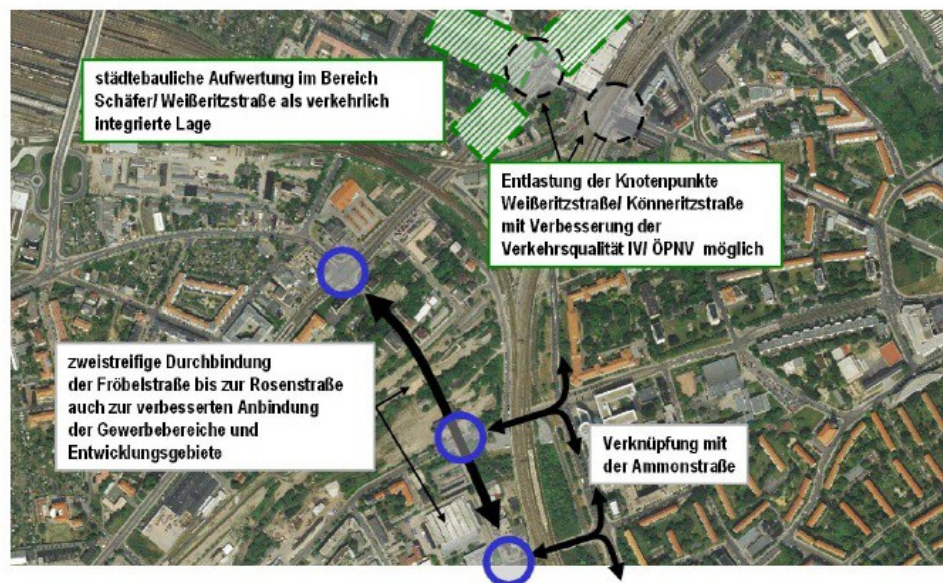 städtebauliche Aufwertung im Bereich
Schäfer/ Weißeritzstraße als verkehrlich
integrierte Lage
Entlastung der Knotenpunkte
Weißeritzstraße/ Könneritzstraße
mit Verbesserung der
Verkehrsqualität IV/ ÖPNV möglich
zweistreifige Durchbindung
der Fröbelstraße bis zur Rosenstraße
auch zur verbesserten Anbindung
der Gewerbebereiche und
Entwicklungsgebiete
Verknüpfung mit
der Ammonstraße